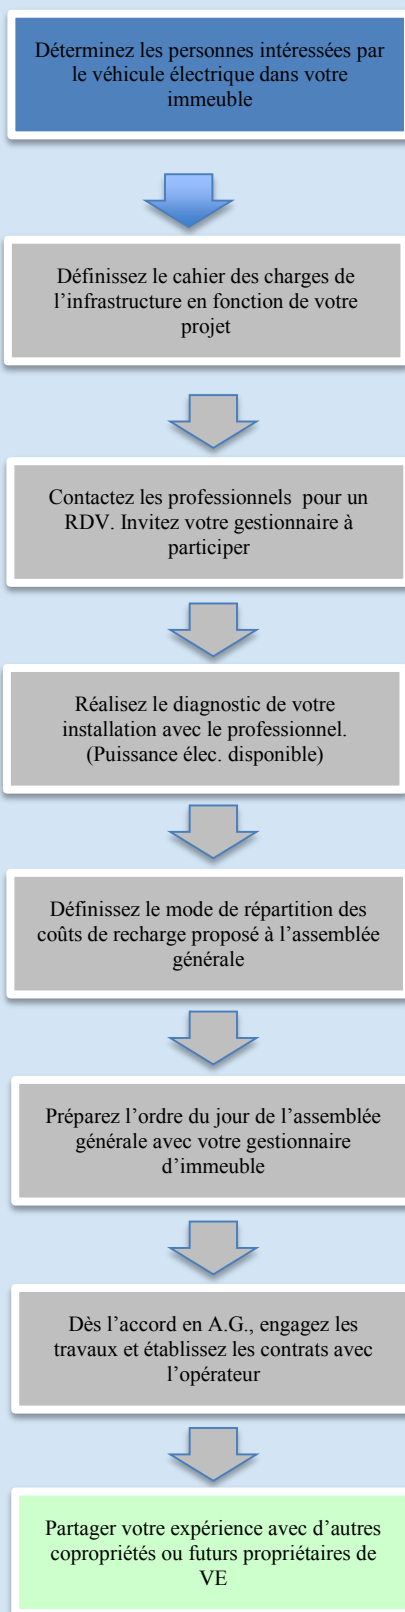 Déterminez les personnes intéressées par
le véhicule électrique dans votre
immeuble
Définissez le cahier des charges de
l’infrastructure en fonction de votre
projet
Contactez les professionnels pour un
RDV. Invitez votre gestionnaire à
participer
Réalisez le diagnostic de votre
installation avec le professionnel.
(Puissance élec. disponible)
Définissez le mode de répartition des
coûts de recharge proposé à l’assemblée
générale
Préparez l’ordre du jour de l’assemblée
générale avec votre gestionnaire
d’immeuble
Dès l’accord en A.G., engagez les
travaux et établissez les contrats avec
l’opérateur
Partager votre expérience avec d’autres
copropriétés ou futurs propriétaires de
VE